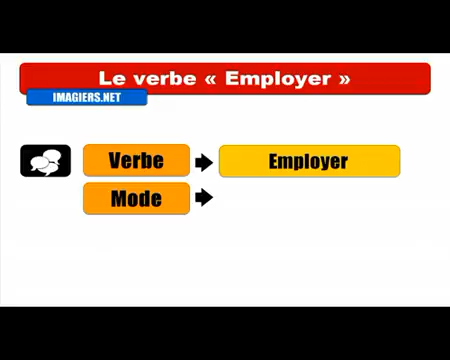 Le verbe « Employer »
IMAGIERS.NET
Verbe Employer
Mode